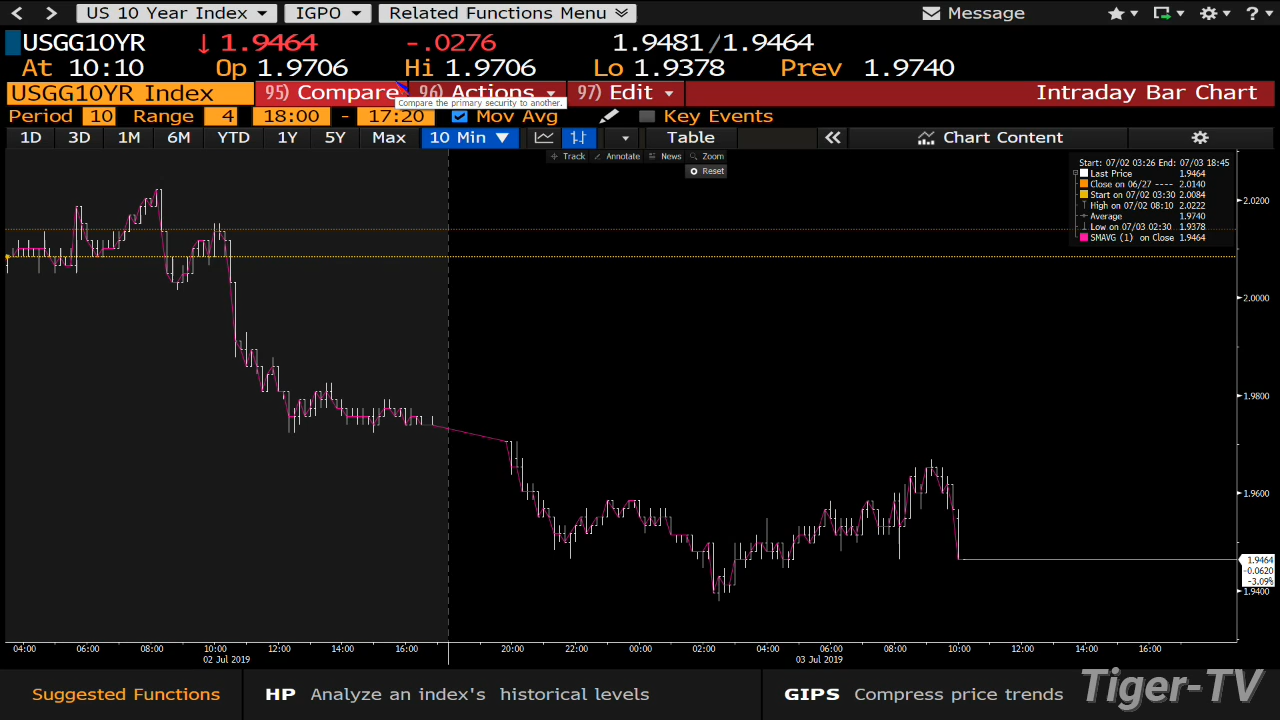 US 10 Year Index IGPO Related Functions Menu Message ?
USGG10YR ↓ 1.9464 -.0276 1.9481/1.9464
At 10:10 Op 1.9706 Hi 1.9706 Lo 1.9378 Prev 1.9740
USGG10YR Index 95) Compare 96) Actions 97) Edit Intraday Bar Chart
Compare the primary security to another.
Period 10 Range 4 18:00 - 17:20 Mov Avg Key Events
1D 3D 1M 6M YTD 1Y 5Y Max 10 Min Table Chart Content
Track Annotate News Zoom
Reset
Start: 07/02 03:26 End: 07/03 18:45
Last Price 1.9464
Close on 06/27 ---- 2.0140
Start on 07/02 03:30 2.0084
High on 07/02 08:10 2.0222
Average 1.9740
Low on 07/03 02:30 1.9378
SMAVG (1) on Close 1.9464
2.0200
2.0000
1.9800
1.9600
1.9464
-0.0620
-3.09%
1.9400
04:00 06:00 08:00 10:00 12:00 14:00 16:00 20:00 22:00 00:00 02:00 04:00 06:00 08:00 10:00 12:00 14:00 16:00
02 Jul 2019 03 Jul 2019
Suggested Functions HP Analyze an index's historical levels GIPS Compress price trends
Tiger-TV